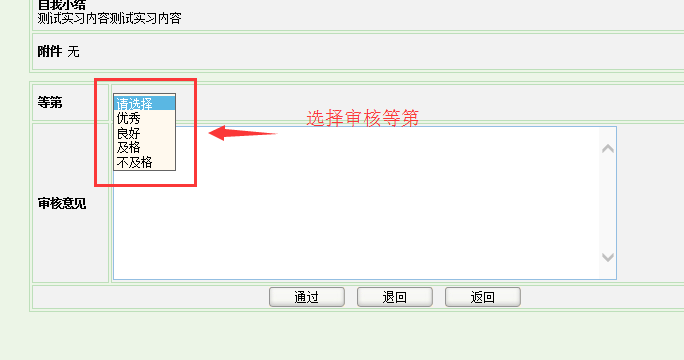 自我小结
测试实习内容测试实习内容
附件 无
等第
请选择
优秀
良好
及格
不及格
选择审核等第
审核意见
通过 退回 返回